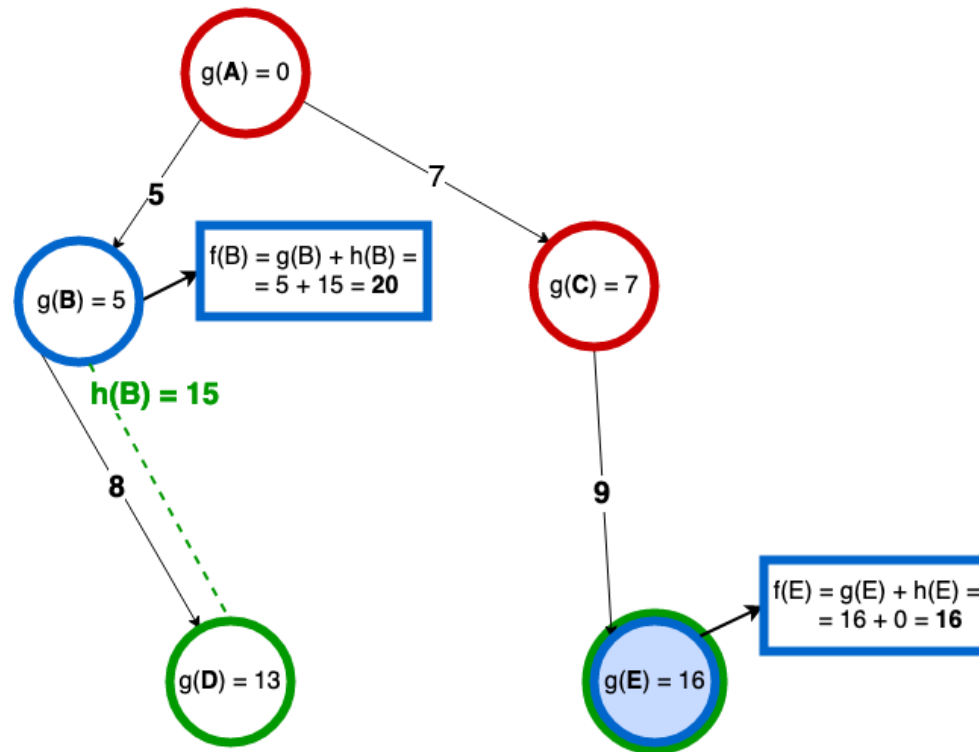 g(A) = 0
5
7
g(B) = 5
f(B) = g(B) + h(B) =
= 5 + 15 = 20
g(C) = 7
h(B) = 15
8
9
g(D) = 13
g(E) = 16
f(E) = g(E) + h(E) =
= 16 + 0 = 16